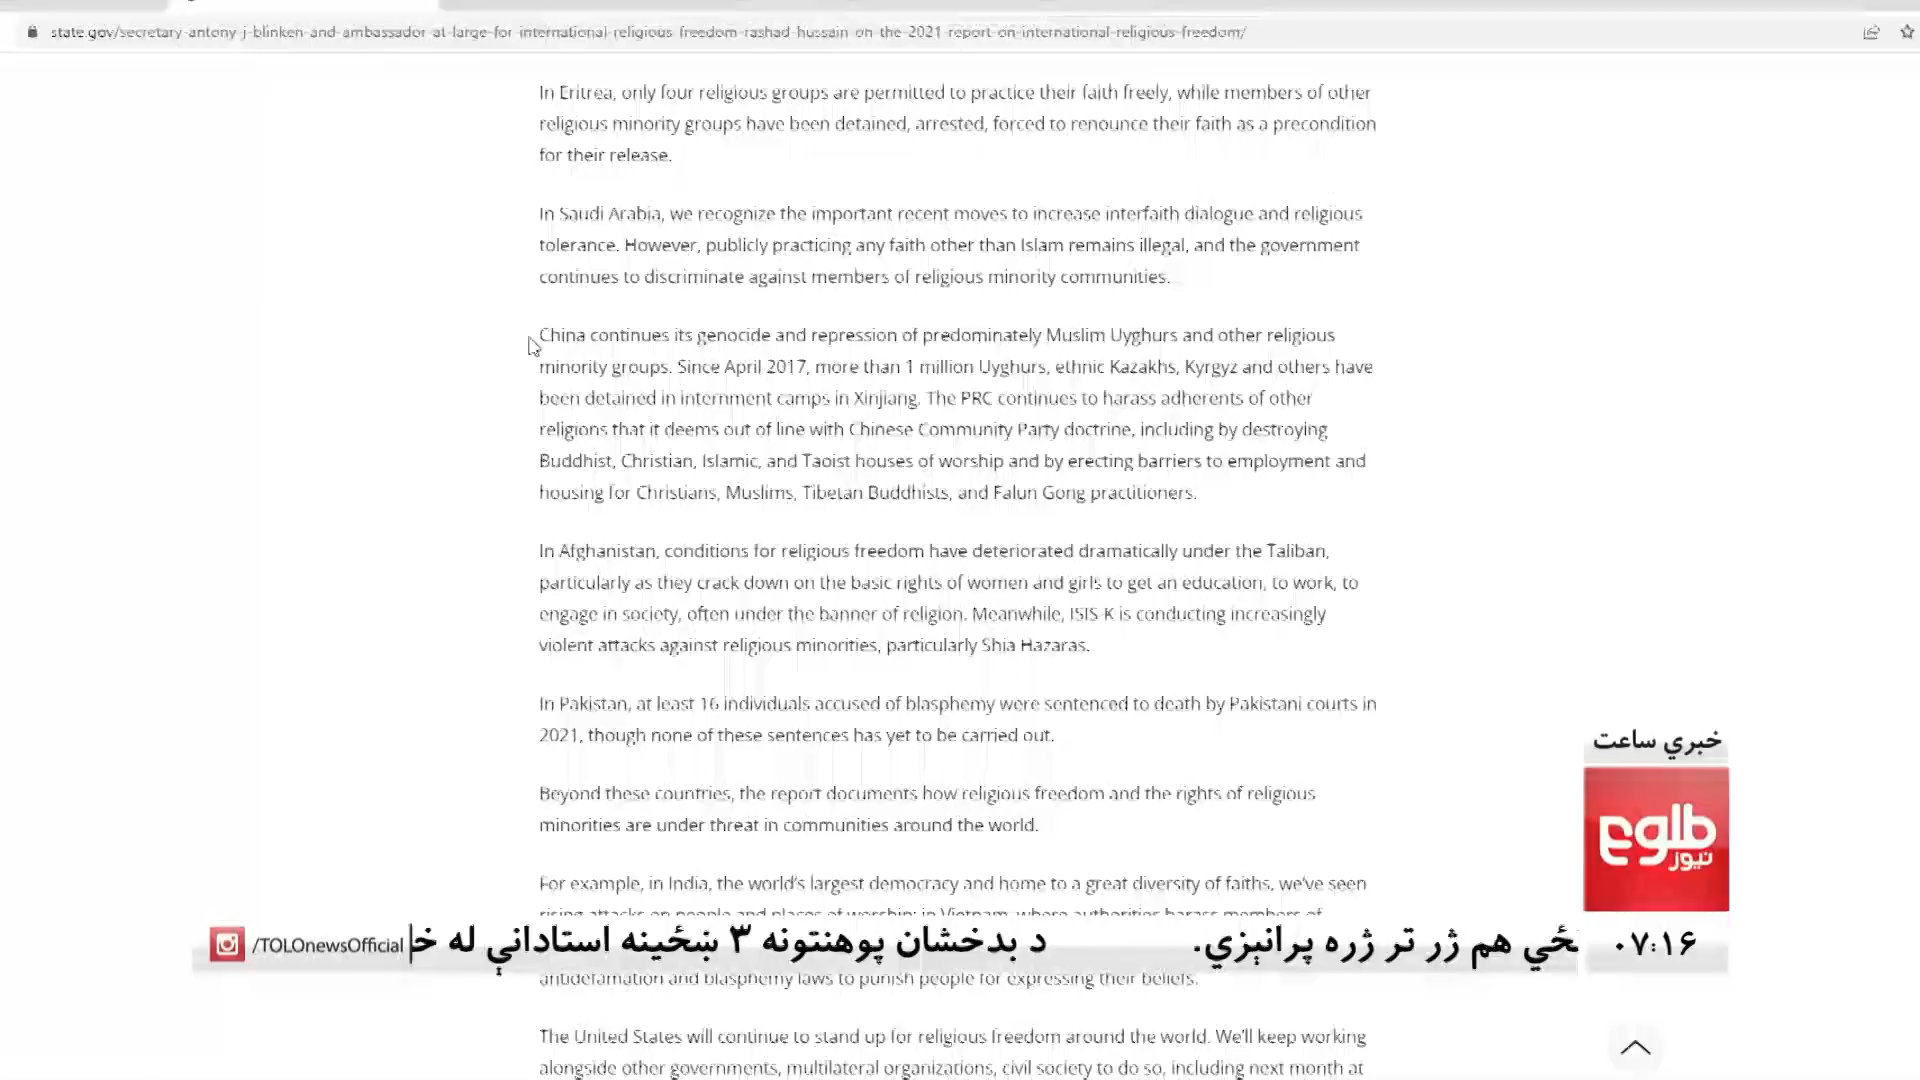 state.gov/secretary-antony-j-blinken-and-ambassador-at-large-for-international-religious-freedom-rashad-hussain-on-the-2021-report-on-international-religious-freedom/
In Eritrea, only four religious groups are permitted to practice their faith freely, while members of other
religious minority groups have been detained, arrested, forced to renounce their faith as a precondition
for their release.
In Saudi Arabia, we recognize the important recent moves to increase interfaith dialogue and religious
tolerance. However, publicly practicing any faith other than Islam remains illegal, and the government
continues to discriminate against members of religious minority communities.
China continues its genocide and repression of predominately Muslim Uyghurs and other religious
minority groups. Since April 2017, more than 1 million Uyghurs, ethnic Kazakhs, Kyrgyz and others have
been detained in internment camps in Xinjiang. The PRC continues to harass adherents of other
religions that it deems out of line with Chinese Community Party doctrine, including by destroying
Buddhist, Christian, Islamic, and Taoist houses of worship and by erecting barriers to employment and
housing for Christians, Muslims, Tibetan Buddhists, and Falun Gong practitioners.
In Afghanistan, conditions for religious freedom have deteriorated dramatically under the Taliban,
particularly as they crack down on the basic rights of women and girls to get an education, to work, to
engage in society, often under the banner of religion. Meanwhile, ISIS-K is conducting increasingly
violent attacks against religious minorities, particularly Shia Hazaras.
In Pakistan, at least 16 individuals accused of blasphemy were sentenced to death by Pakistani courts in
2021, though none of these sentences has yet to be carried out.
Beyond these countries, the report documents how religious freedom and the rights of religious
minorities are under threat in communities around the world.
For example, in India, the world's largest democracy and home to a great diversity of faiths, we've seen
rising attacks on people and places of worship; in Vietnam, where authorities harass members of
antidefamation and blasphemy laws to punish people for expressing their beliefs.
The United States will continue to stand up for religious freedom around the world. We'll keep working
alongside other governments, multilateral organizations, civil society to do so, including next month at
خبري ساعت
طلوع
نیوز
۰۷:۱۶
هم ژر تر ژره پرانېزي.
د بدخشان پوهنتونه ۳ ښځینه استادانې له
/TOLOnewsOfficial